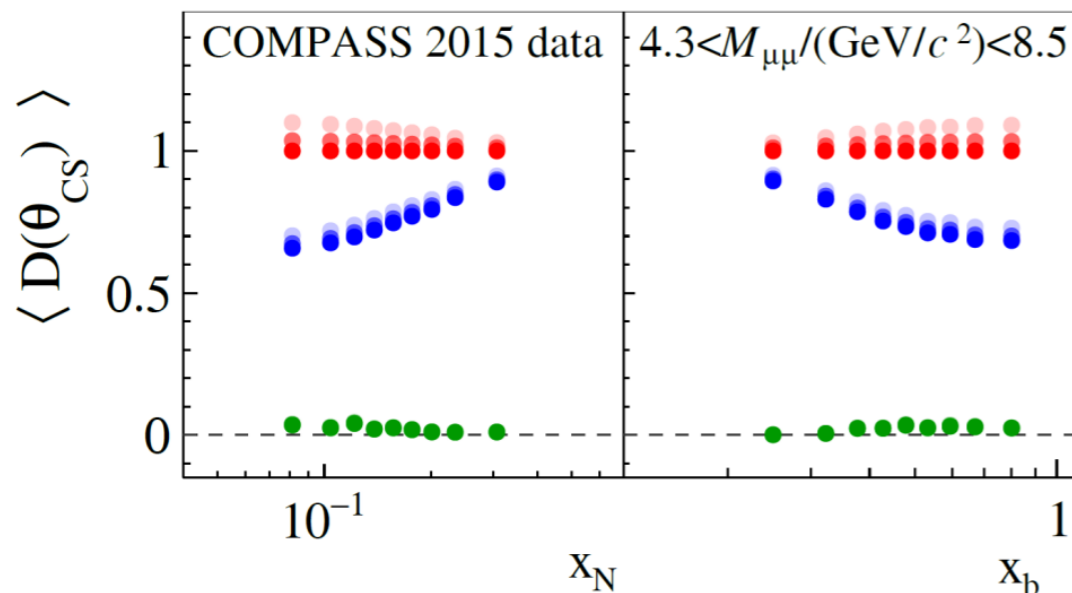 COMPASS 2015 data
4.3<M_μμ/(GeV/c²)<8.5
⟨ D(θ_CS) ⟩
1
0.5
0
10⁻¹
1
x_N
x_b